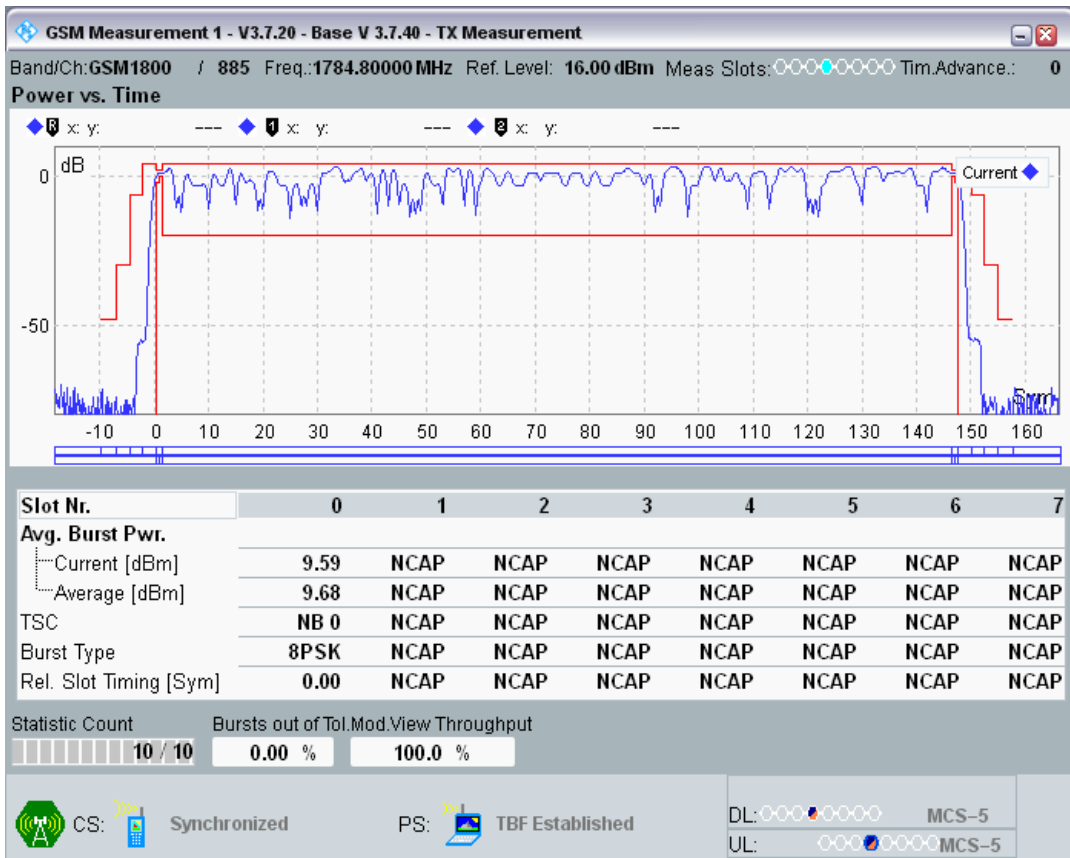 GSM Measurement 1 - V3.7.20 - Base V 3.7.40 - TX Measurement
Band/Ch:GSM1800 / 885 Freq.:1784.80000 MHz Ref. Level: 16.00 dBm Meas Slots: Tim.Advance.: 0
Power vs. Time
R x: y: --- 1 x: y: --- 2 x: y: ---
dB
Current
0
-50
Sym
-10 0 10 20 30 40 50 60 70 80 90 100 110 120 130 140 150 160
Slot Nr. 0 1 2 3 4 5 6 7
Avg. Burst Pwr.
Current [dBm] 9.59 NCAP NCAP NCAP NCAP NCAP NCAP NCAP
Average [dBm] 9.68 NCAP NCAP NCAP NCAP NCAP NCAP NCAP
TSC NB 0 NCAP NCAP NCAP NCAP NCAP NCAP NCAP
Burst Type 8PSK NCAP NCAP NCAP NCAP NCAP NCAP NCAP
Rel. Slot Timing [Sym] 0.00 NCAP NCAP NCAP NCAP NCAP NCAP NCAP
Statistic Count Bursts out of Tol.Mod.View Throughput
10 / 10 0.00 % 100.0 %
CS: Synchronized PS: TBF Established
DL: MCS-5
UL: MCS-5